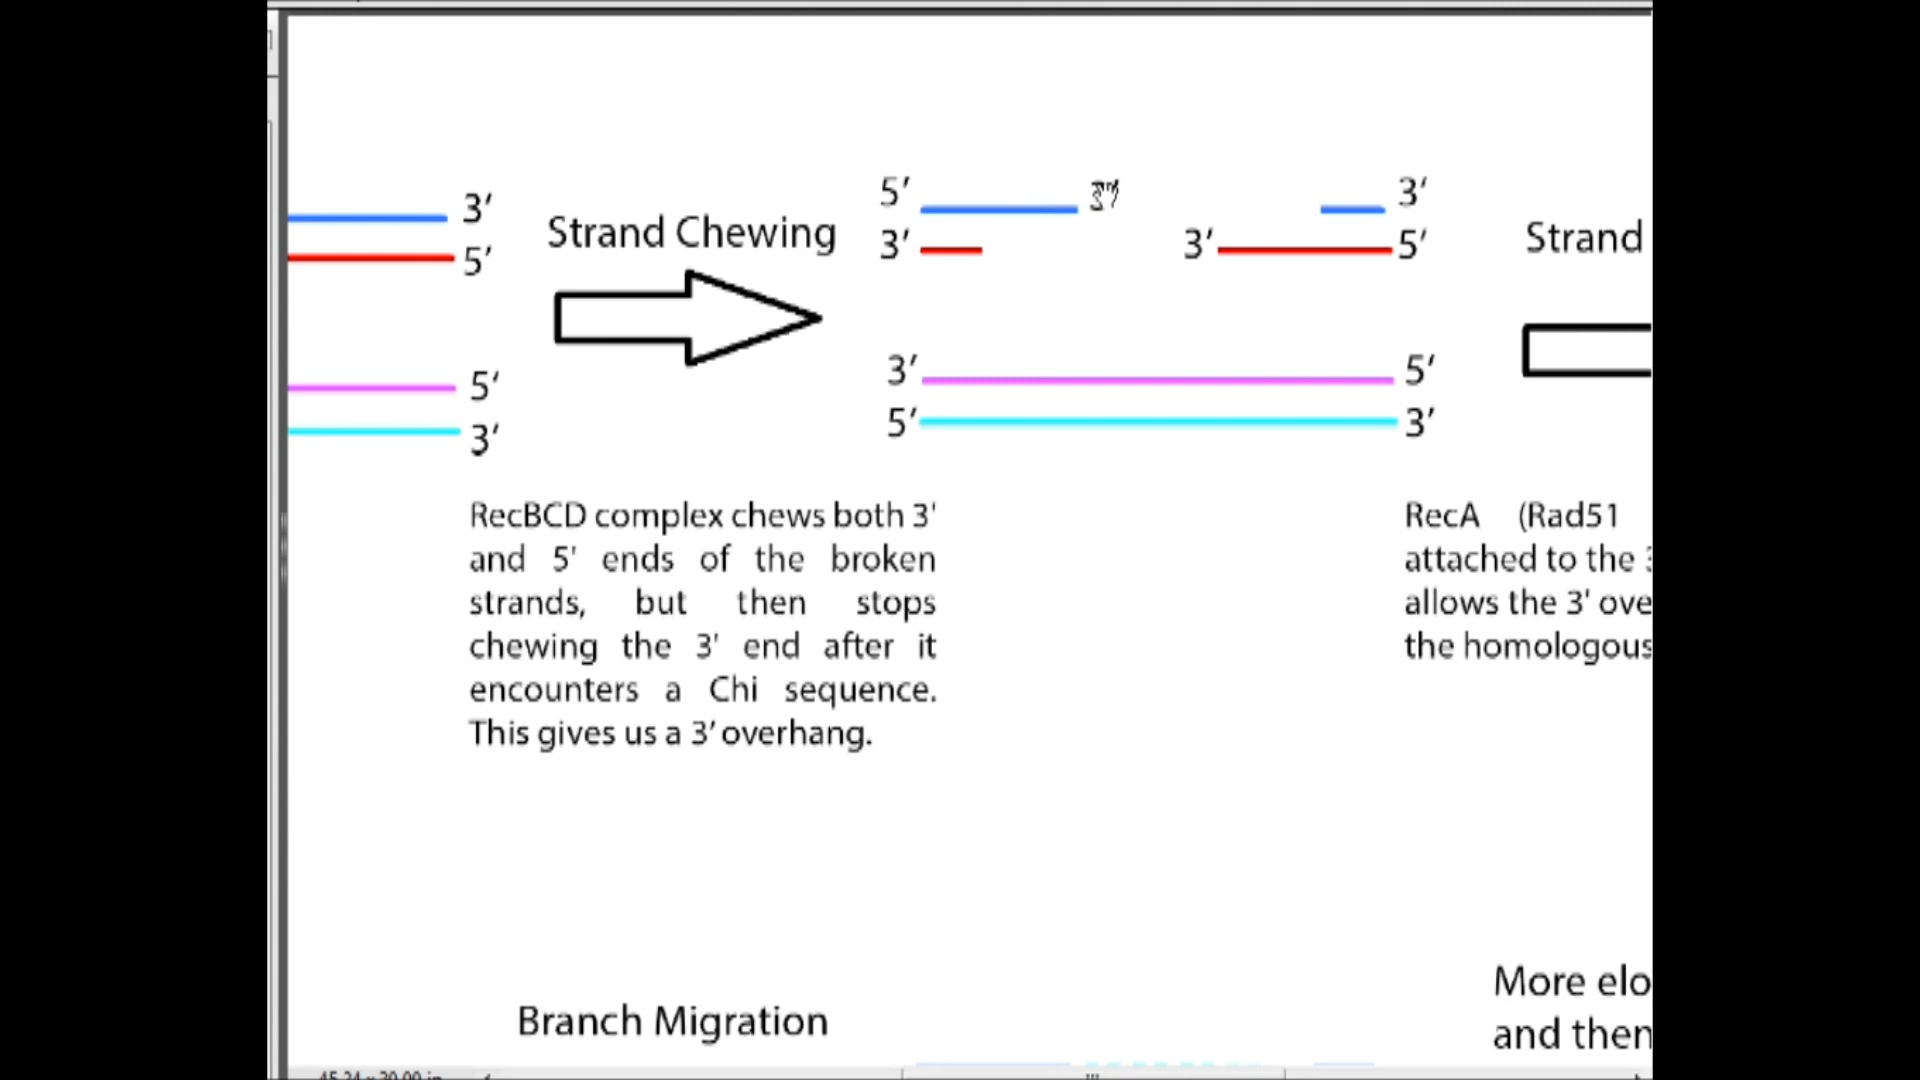 3′
5′
5′
3′
Strand Chewing
5′
3′
3′
3′
5′
3′
5′
5′
3′
Strand
RecBCD complex chews both 3'
and 5' ends of the broken
strands, but then stops
chewing the 3' end after it
encounters a Chi sequence.
This gives us a 3′ overhang.
RecA (Rad51
attached to the
allows the 3' ove
the homologous
Branch Migration
More elo
and then